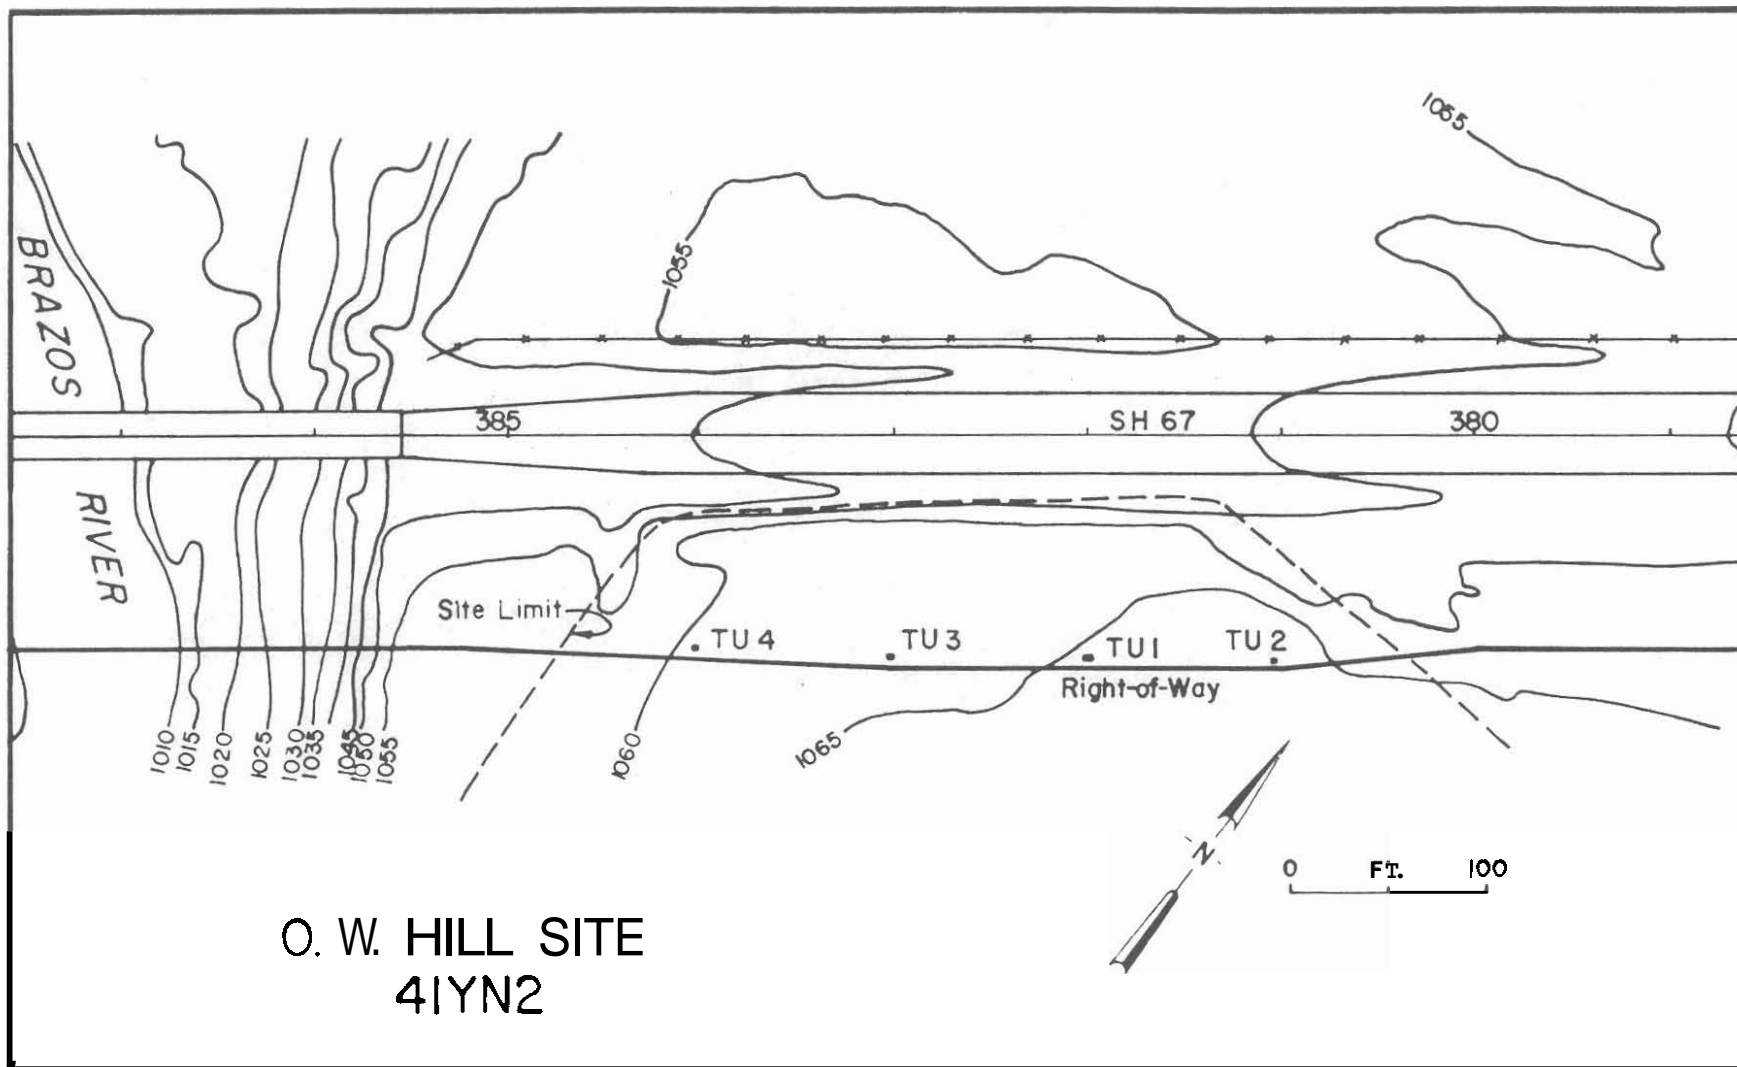 1055
BRAZOS
1055
385
SH 67
380
RIVER
Site Limit
TU 4
TU 3
TU 1
TU 2
Right-of-Way
1010
1015
1020
1025
1030
1035
1045
1050
1055
1060
1065
N
0 FT. 100
O. W. HILL SITE
41YN2